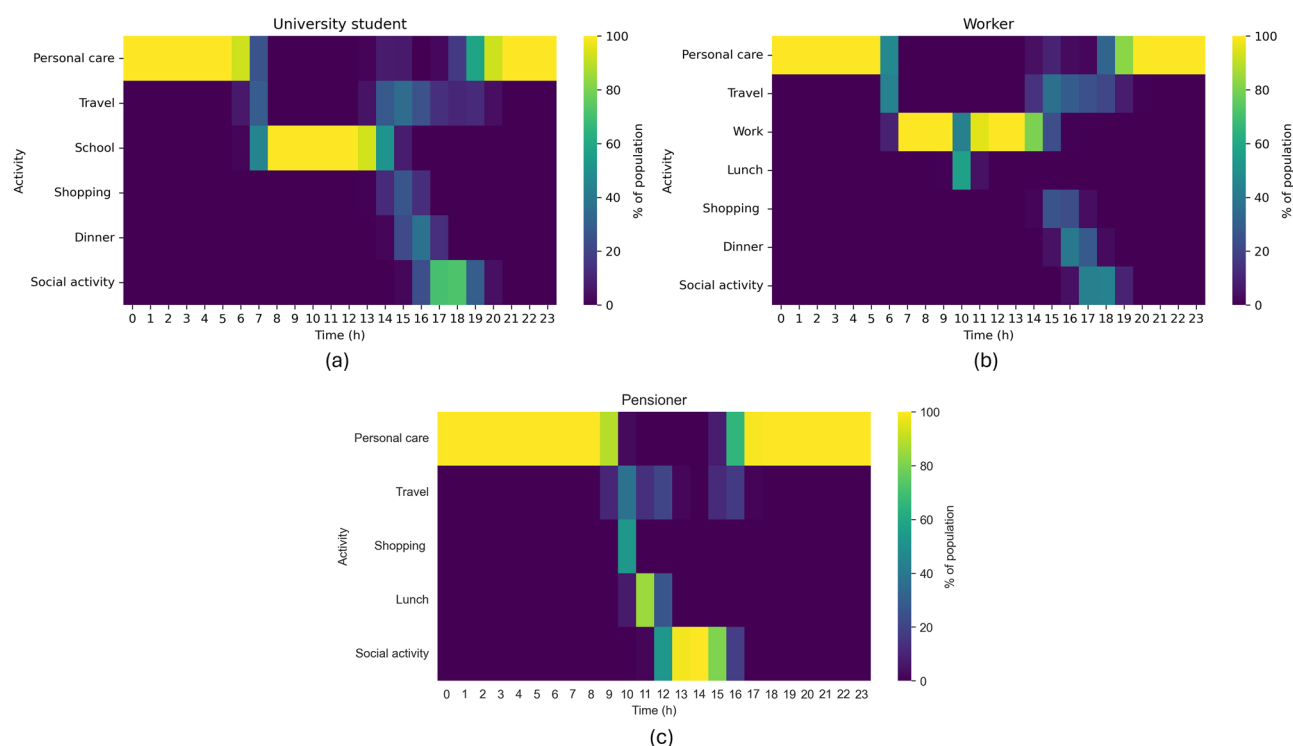 University student
Personal care
Travel
School
Shopping
Dinner
Social activity
Activity
0 1 2 3 4 5 6 7 8 9 10 11 12 13 14 15 16 17 18 19 20 21 22 23
Time (h)
100
80
60
40
20
0
% of population
(a)
Worker
Personal care
Travel
Work
Lunch
Shopping
Dinner
Social activity
Activity
0 1 2 3 4 5 6 7 8 9 10 11 12 13 14 15 16 17 18 19 20 21 22 23
Time (h)
100
80
60
40
20
0
% of population
(b)
Pensioner
Personal care
Travel
Shopping
Lunch
Social activity
Activity
0 1 2 3 4 5 6 7 8 9 10 11 12 13 14 15 16 17 18 19 20 21 22 23
Time (h)
100
80
60
40
20
0
% of population
(c)